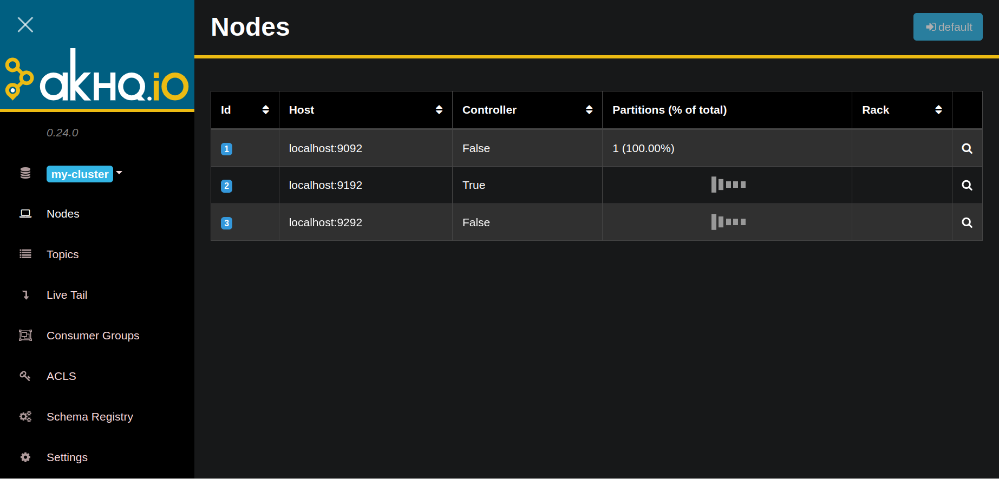 Nodes
default
akHQ.io
0.24.0
my-cluster
Nodes
Topics
Live Tail
Consumer Groups
ACLS
Schema Registry
Settings
Id Host Controller Partitions (% of total) Rack
1 localhost:9092 False 1 (100.00%)
2 localhost:9192 True
3 localhost:9292 False